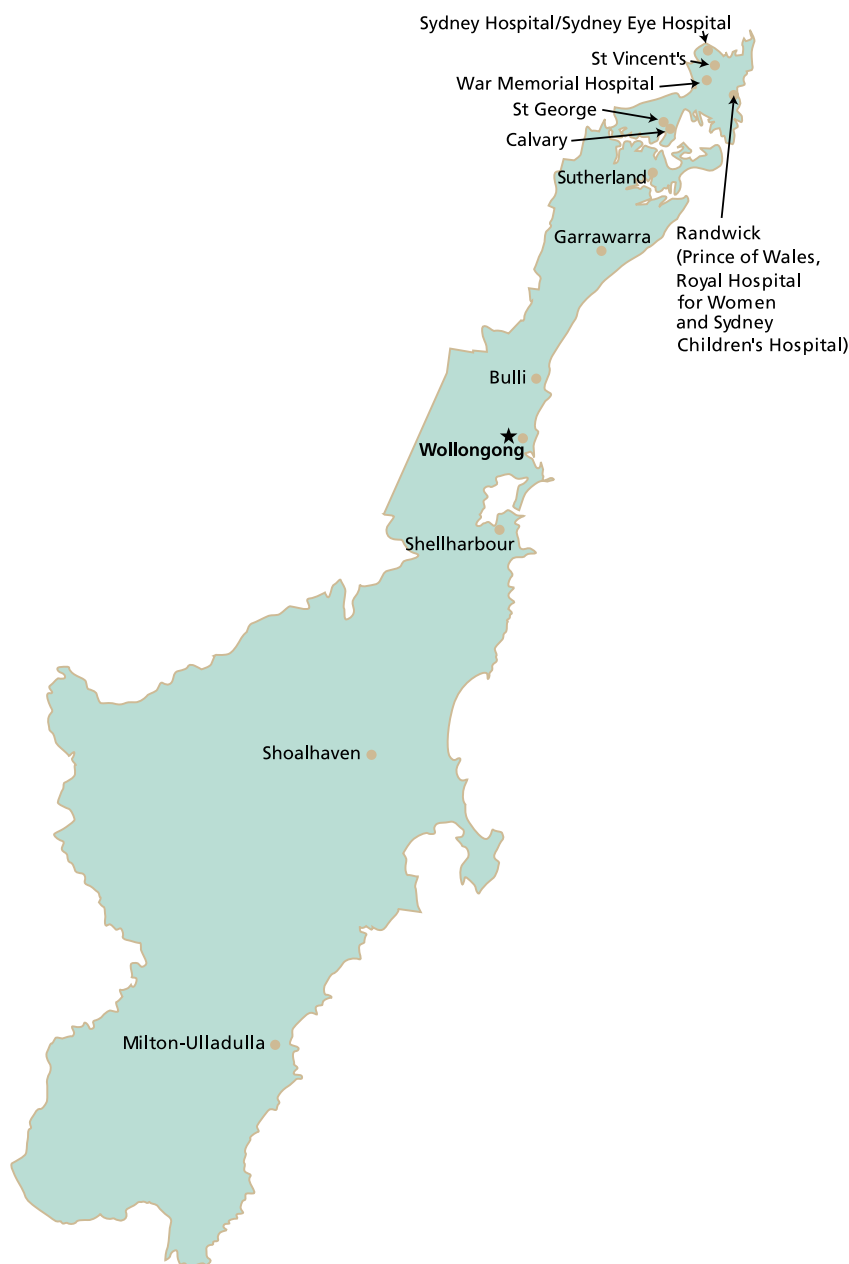 Sydney Hospital/Sydney Eye Hospital
St Vincent's
War Memorial Hospital
St George
Calvary
Sutherland
Garrawarra
Randwick
(Prince of Wales,
Royal Hospital
for Women
and Sydney
Children's Hospital)
Bulli
Wollongong
Shellharbour
Shoalhaven
Milton-Ulladulla